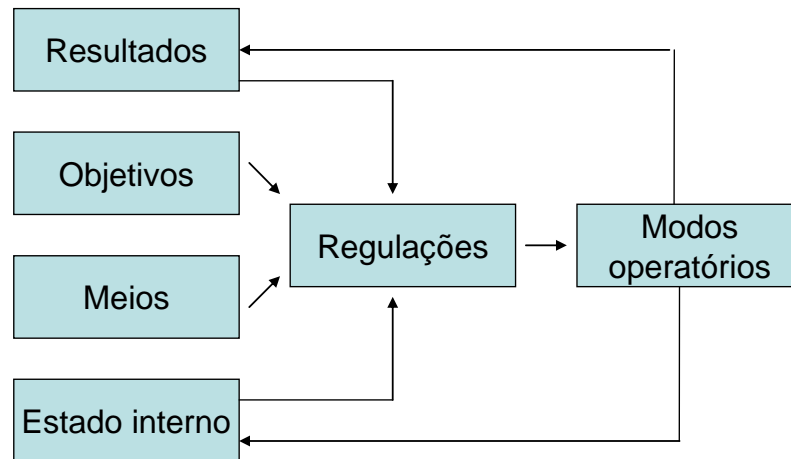 Resultados
Objetivos
Meios
Estado interno
Regulações
Modos
operatórios